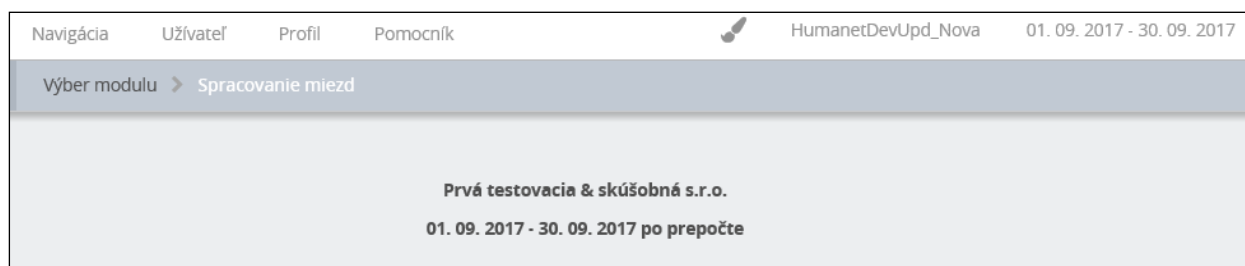 Navigácia Užívateľ Profil Pomocník HumanetDevUpd_Nova 01. 09. 2017 - 30. 09. 2017
Výber modulu > Spracovanie miezd
Prvá testovacia & skúšobná s.r.o.
01. 09. 2017 - 30. 09. 2017 po prepočte